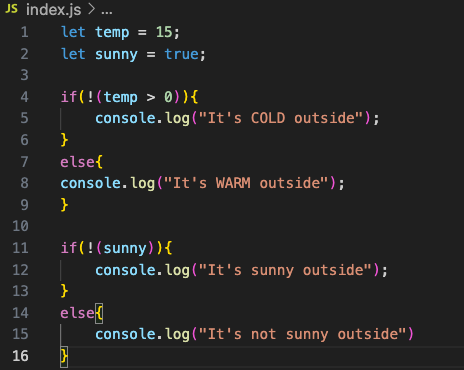 JS index.js > ...
1 let temp = 15;
2 let sunny = true;
3
4 if(!(temp > 0)){
5     console.log("It's COLD outside");
6 }
7 else{
8 console.log("It's WARM outside");
9 }
10
11 if(!(sunny)){
12     console.log("It's sunny outside");
13 }
14 else{
15     console.log("It's not sunny outside")
16 }